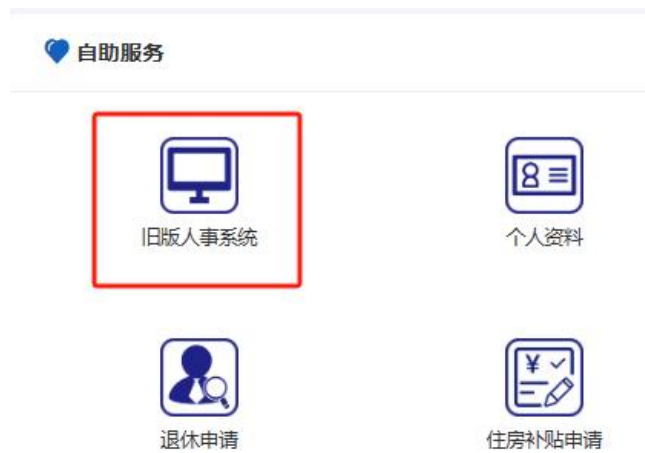 自助服务
旧版人事系统
个人资料
退休申请
住房补贴申请